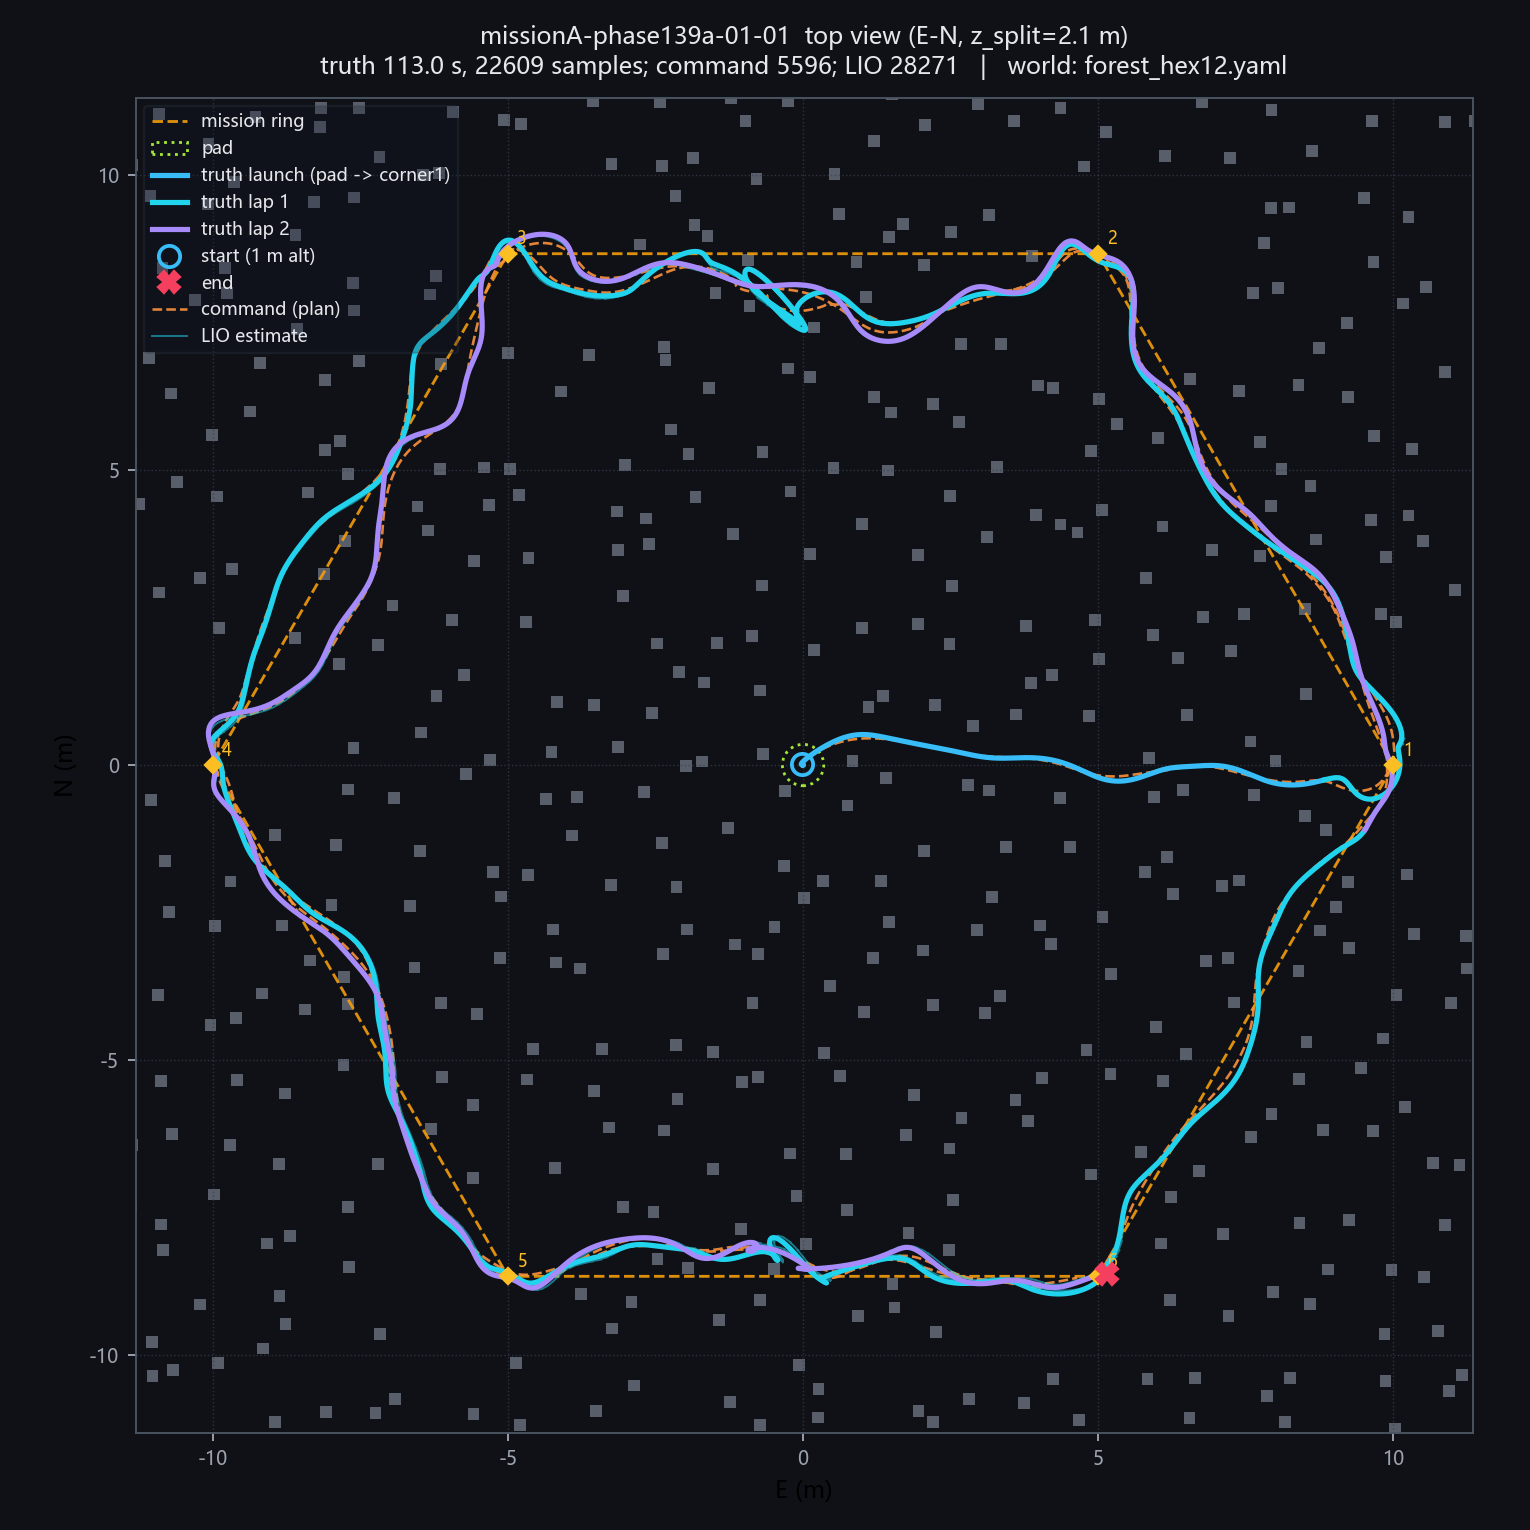 missionA-phase139a-01-01  top view (E-N, z_split=2.1 m)
truth 113.0 s, 22609 samples; command 5596; LIO 28271   |   world: forest_hex12.yaml
mission ring
pad
truth launch (pad -> corner1)
truth lap 1
truth lap 2
start (1 m alt)
end
command (plan)
LIO estimate
3
2
4
1
5
6
10
5
0
-5
-10
N (m)
-10
-5
0
5
10
E (m)